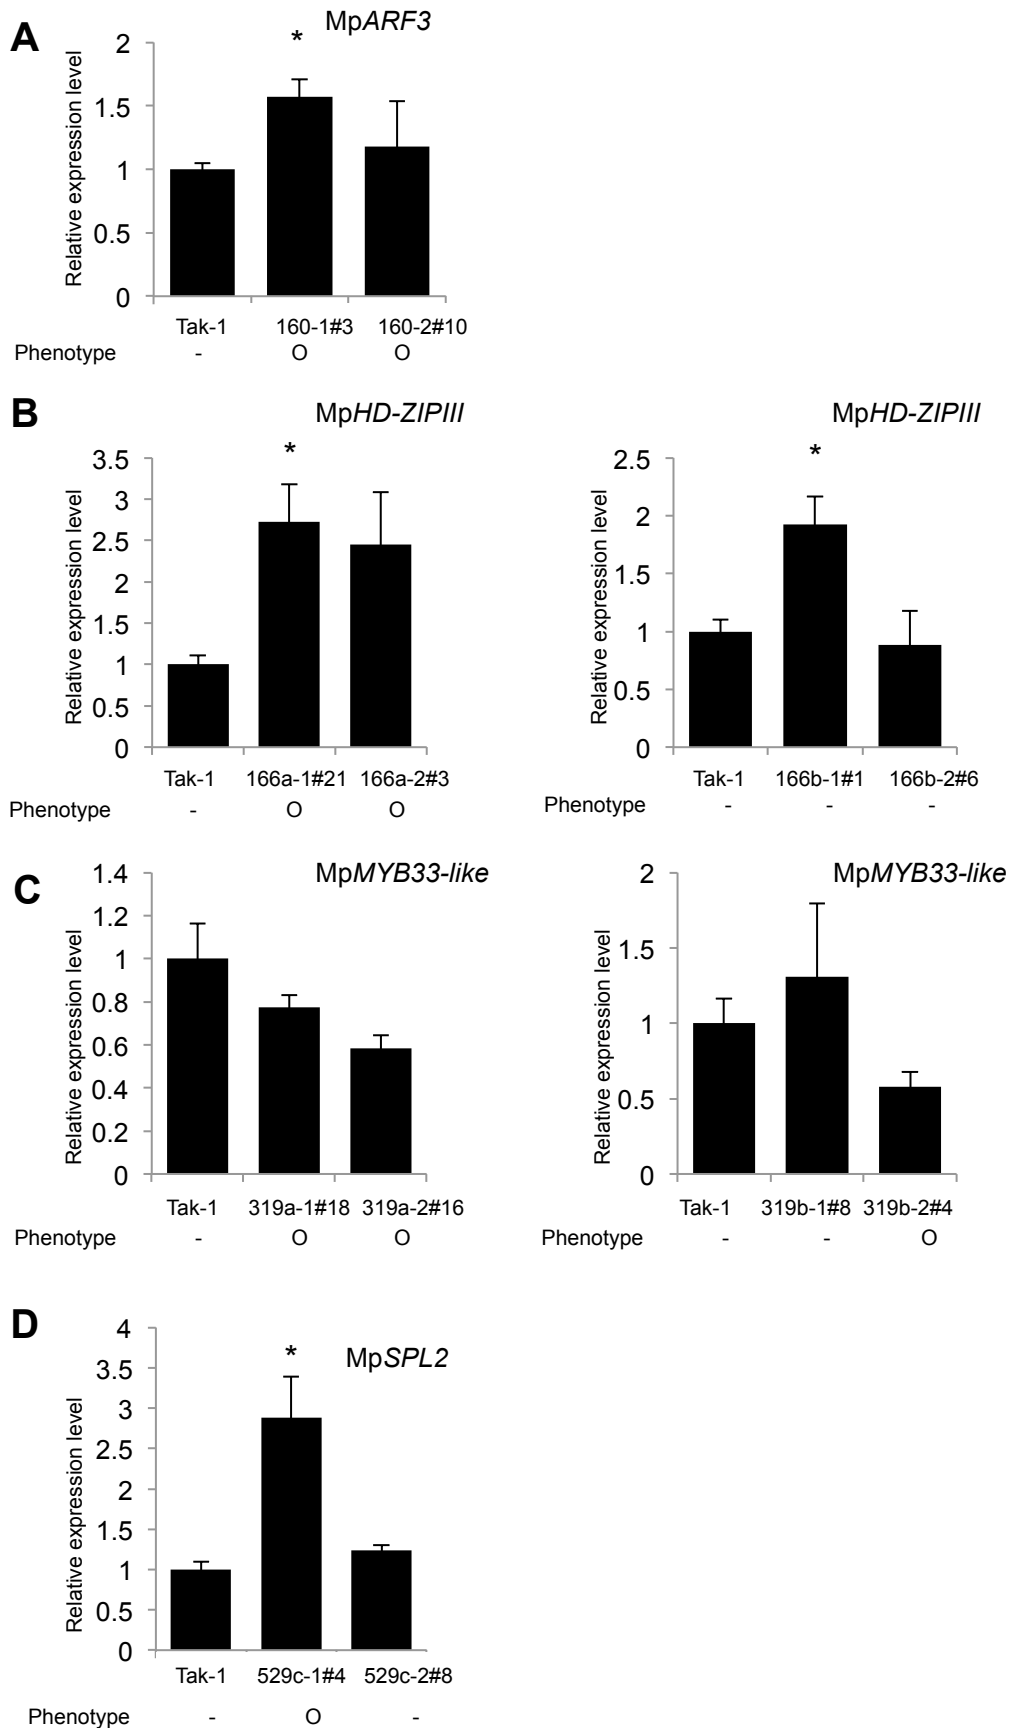 A
MpARF3
*
Relative expression level
2
1.5
1
0.5
0
Tak-1 160-1#3 160-2#10
Phenotype - O O
B
MpHD-ZIPIII
*
Relative expression level
3.5
3
2.5
2
1.5
1
0.5
0
Tak-1 166a-1#21 166a-2#3
Phenotype - O O
MpHD-ZIPIII
*
Relative expression level
2.5
2
1.5
1
0.5
0
Tak-1 166b-1#1 166b-2#6
Phenotype - - -
C
MpMYB33-like
Relative expression level
1.4
1.2
1
0.8
0.6
0.4
0.2
0
Tak-1 319a-1#18 319a-2#16
Phenotype - O O
MpMYB33-like
Relative expression level
2
1.5
1
0.5
0
Tak-1 319b-1#8 319b-2#4
Phenotype - - O
D
MpSPL2
*
Relative expression level
4
3.5
3
2.5
2
1.5
1
0.5
0
Tak-1 529c-1#4 529c-2#8
Phenotype - O -